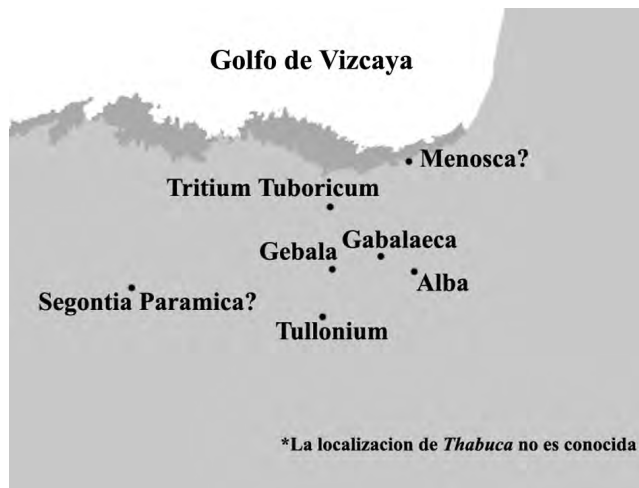 Golfo de Vizcaya
Menosca?
Tritium Tuboricum
Gabalaeca
Gebala
Alba
Segontia Paramica?
Tullonium
*La localizacion de Thabuca no es conocida